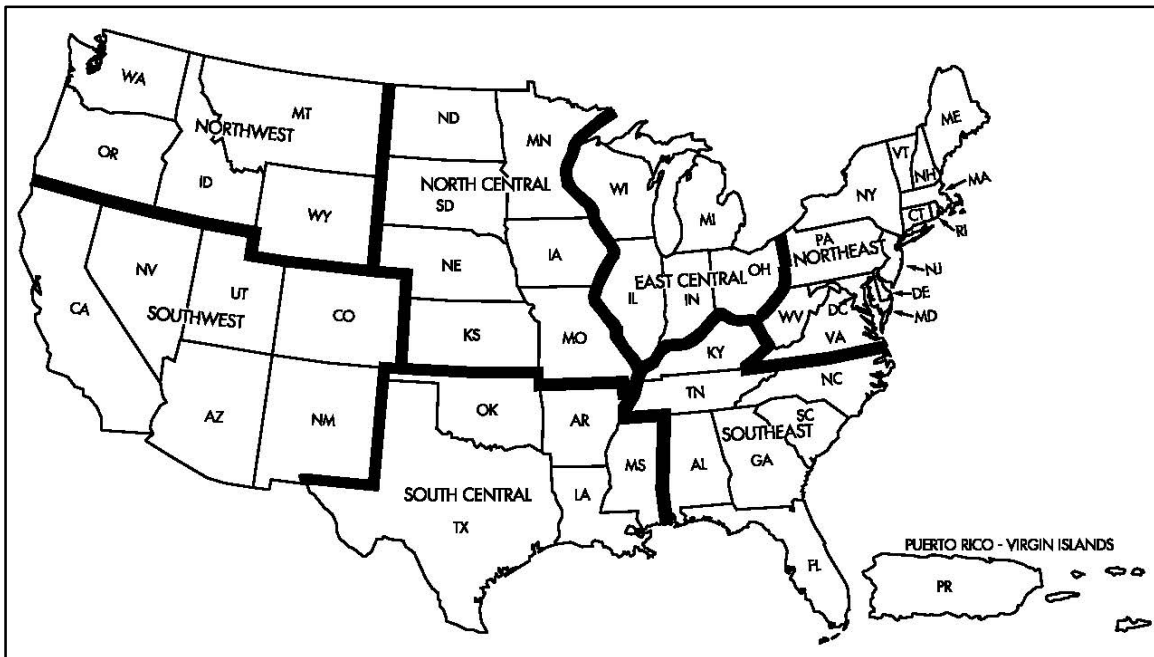 WA
MT
NORTHWEST
OR
ID
WY
ND
MN
NORTH CENTRAL
SD
NE
IA
KS
MO
WI
MI
EAST CENTRAL
IL
IN
OH
ME
VT
NH
NY
MA
CT
RI
PA
NORTHEAST
NJ
DE
MD
DC
WV
VA
NV
UT
CO
CA
SOUTHWEST
AZ
NM
OK
AR
SOUTH CENTRAL
TX
LA
MS
KY
TN
NC
SC
SOUTHEAST
AL
GA
FL
PUERTO RICO - VIRGIN ISLANDS
PR